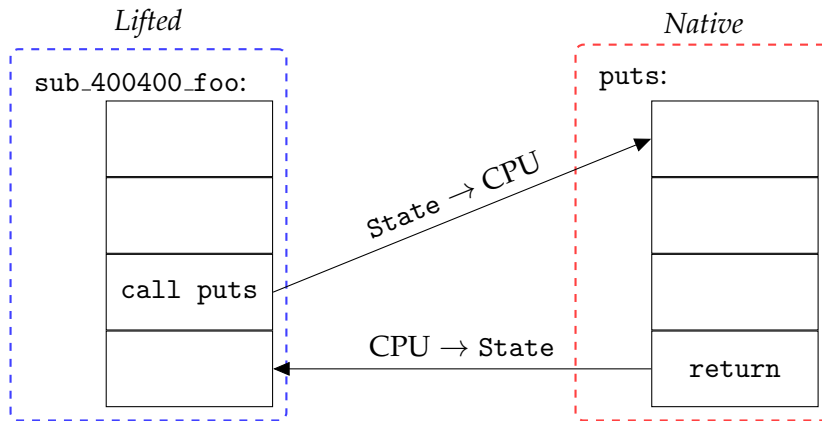 Lifted
Native
sub_400400_foo:
puts:
State → CPU
call puts
CPU → State
return